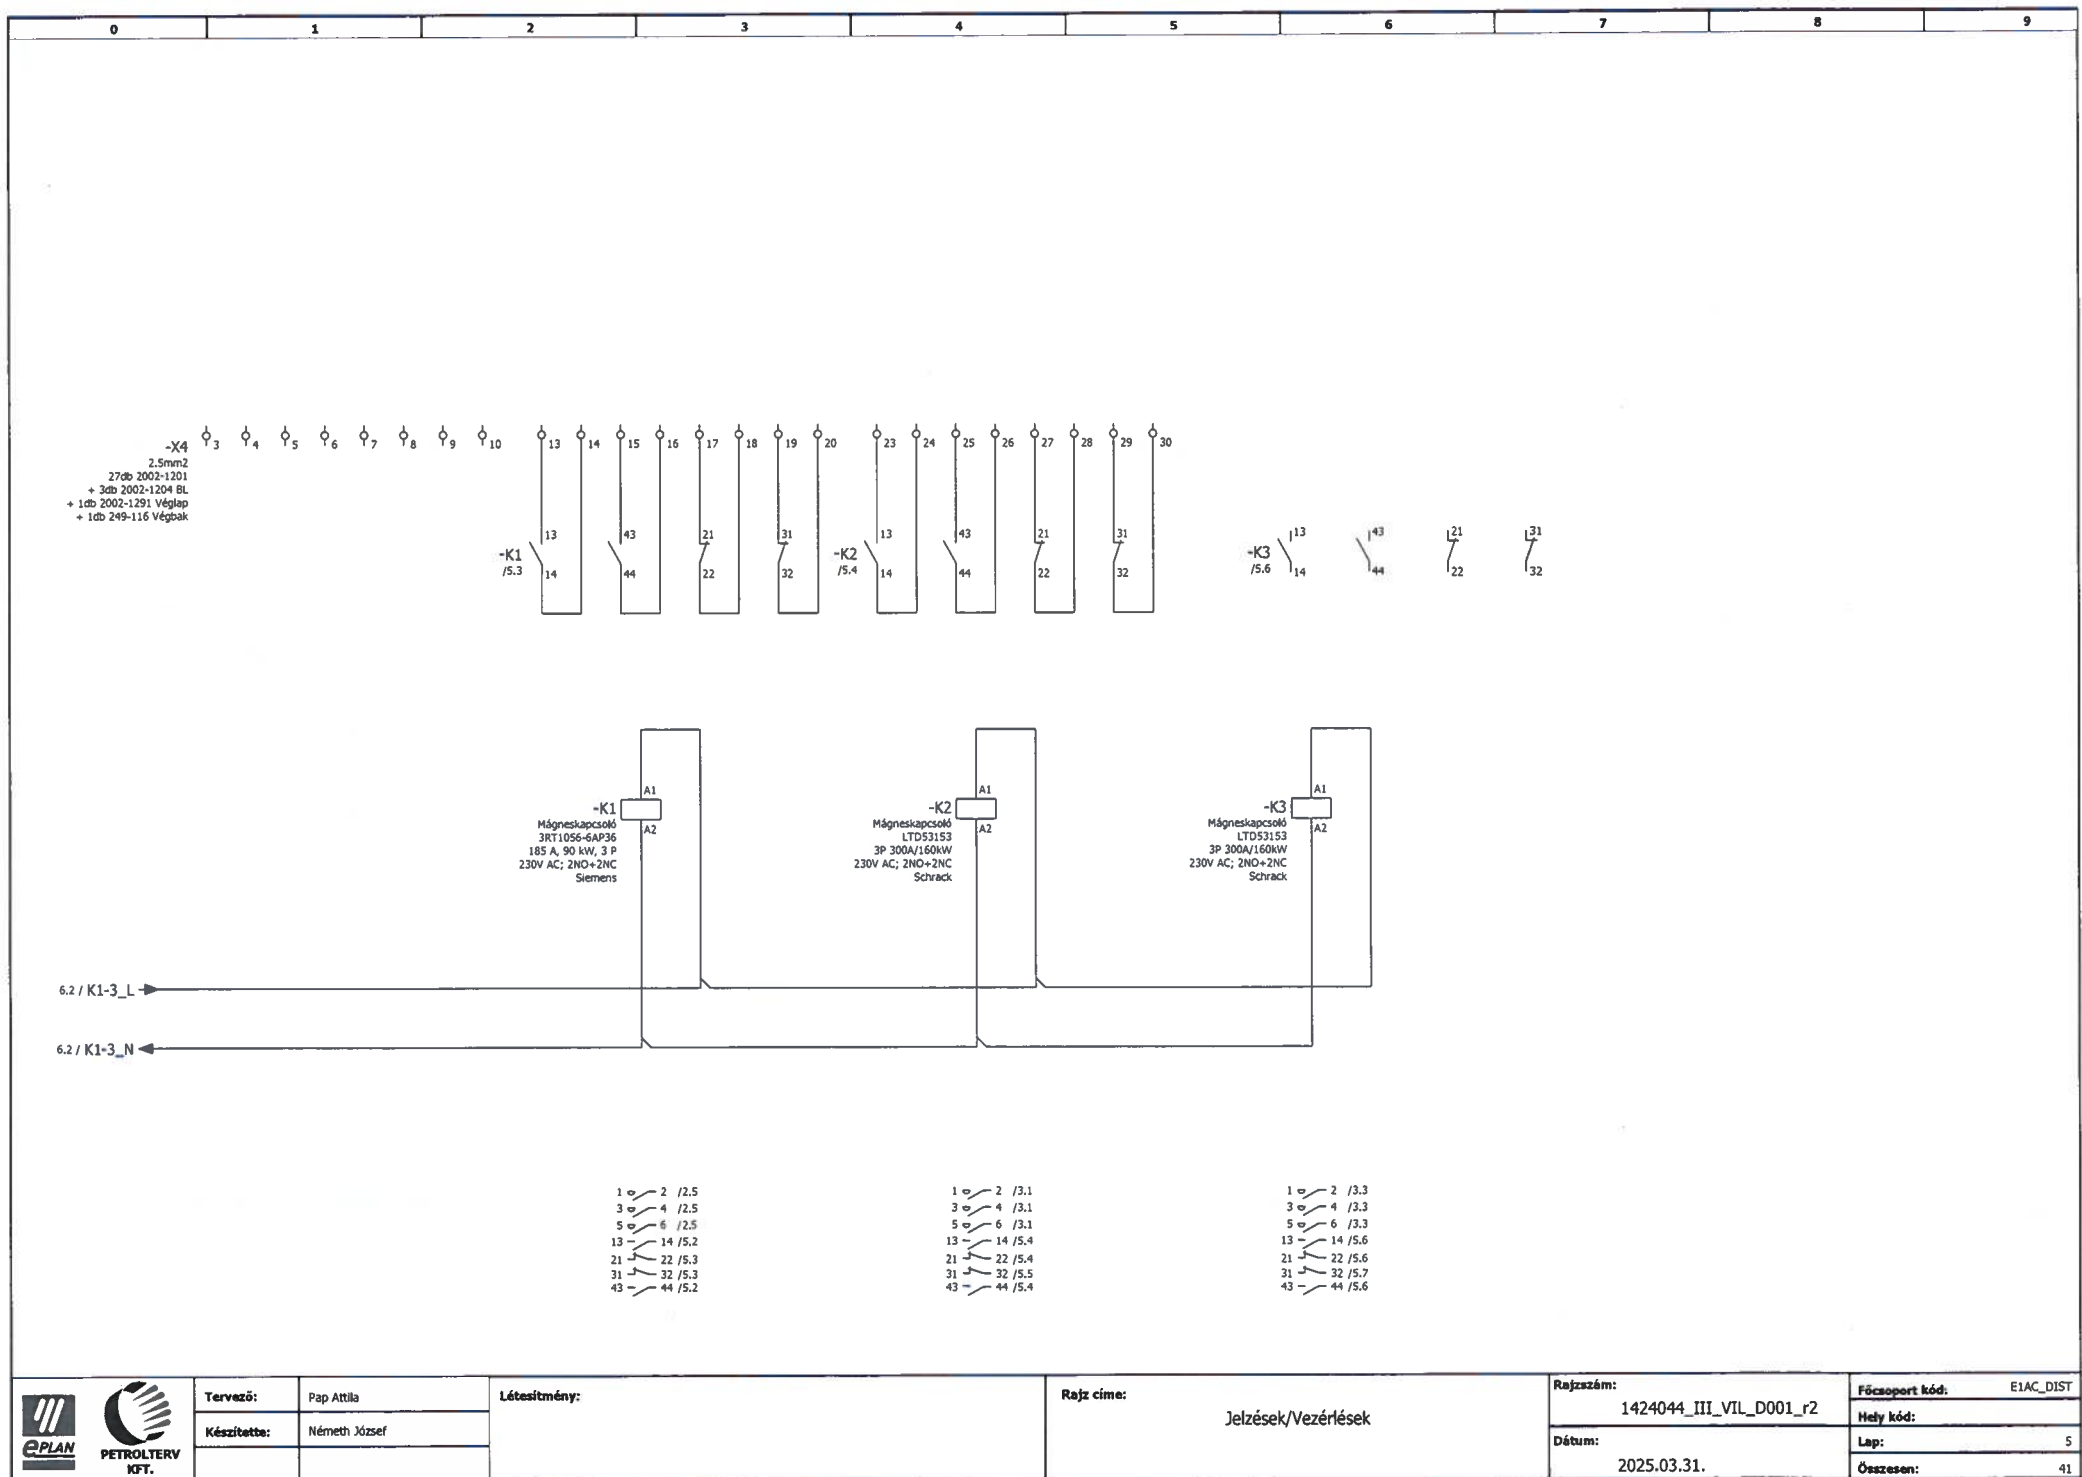 0 1 2 3 4 5 6 7 8 9
-X4
2.5mm2
27db 2002-1201
+ 3db 2002-1204 BL
+ 1db 2002-1291 Véglap
+ 1db 249-116 Végbak
3 4 5 6 7 8 9 10 13 14 15 16 17 18 19 20 23 24 25 26 27 28 29 30
-K1
/5.3
13 43 21 31
14 44 22 32
-K2
/5.4
13 43 21 31
14 44 22 32
-K3
/5.6
13 43 21 31
14 44 22 32
A1
-K1
A2
Mágneskapcsoló
3RT1056-6AP36
185 A, 90 kW, 3 P
230V AC; 2NO+2NC
Siemens
A1
-K2
A2
Mágneskapcsoló
LTD53153
3P 300A/160kW
230V AC; 2NO+2NC
Schrack
A1
-K3
A2
Mágneskapcsoló
LTD53153
3P 300A/160kW
230V AC; 2NO+2NC
Schrack
6.2 / K1-3_L
6.2 / K1-3_N
1 2 /2.5
3 4 /2.5
5 6 /2.5
13 14 /5.2
21 22 /5.3
31 32 /5.3
43 44 /5.2
1 2 /3.1
3 4 /3.1
5 6 /3.1
13 14 /5.4
21 22 /5.4
31 32 /5.5
43 44 /5.4
1 2 /3.3
3 4 /3.3
5 6 /3.3
13 14 /5.6
21 22 /5.6
31 32 /5.7
43 44 /5.6
ePLAN
PETROLTERV
KFT.
Tervező: Pap Attila
Készítette: Németh József
Létesítmény:
Rajz címe:
Jelzések/Vezérlések
Rajzszám:
1424044_III_VIL_D001_r2
Dátum:
2025.03.31.
Főcsoport kód: E1AC_DIST
Hely kód:
Lap: 5
Összesen: 41